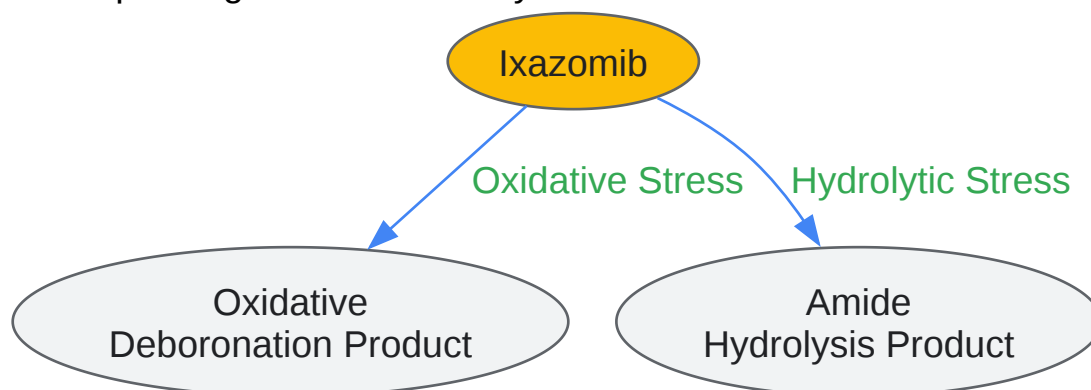 Ixazomib
Oxidative Stress
Hydrolytic Stress
Oxidative
Deboronation Product
Amide
Hydrolysis Product